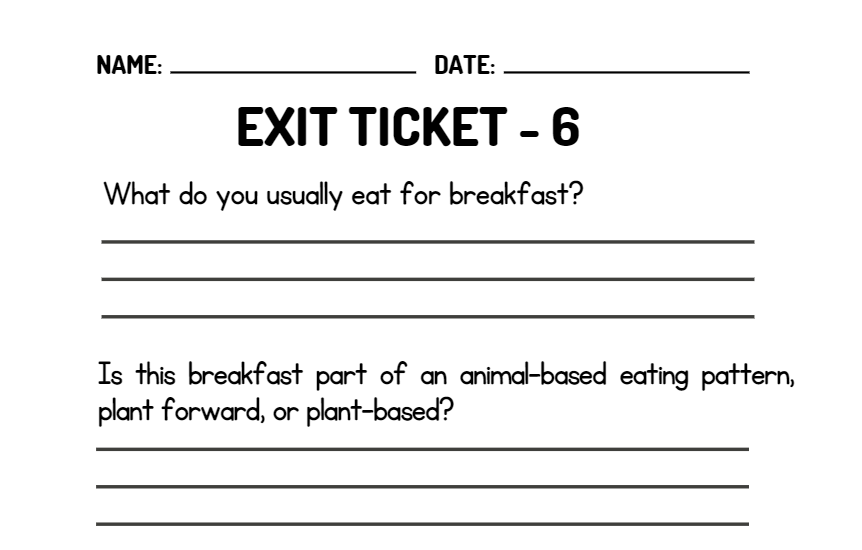 NAME: DATE:
EXIT TICKET - 6
What do you usually eat for breakfast?
Is this breakfast part of an animal-based eating pattern,
plant forward, or plant-based?